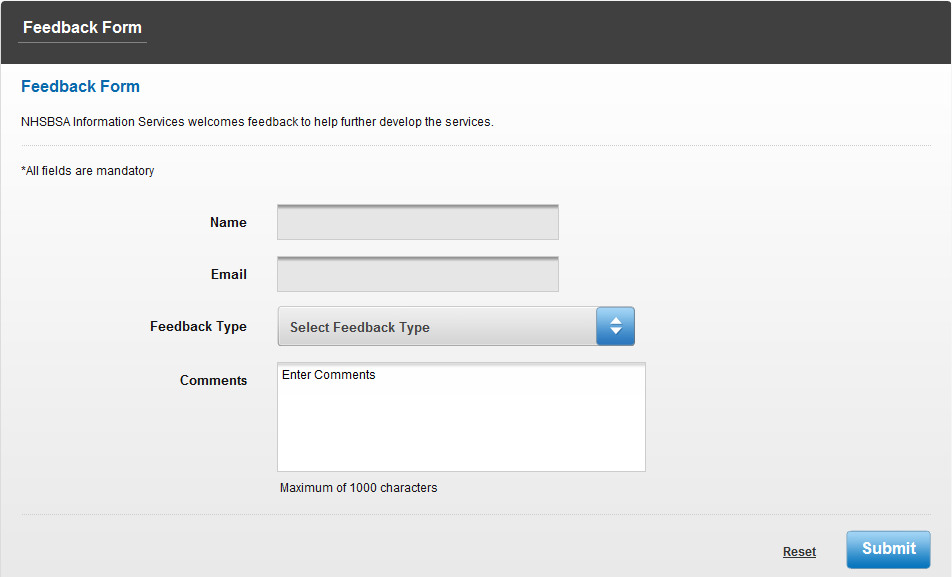 Feedback Form
Feedback Form
NHSBSA Information Services welcomes feedback to help further develop the services.
*All fields are mandatory
Name
Email
Feedback Type
Select Feedback Type
Comments
Enter Comments
Maximum of 1000 characters
Reset
Submit